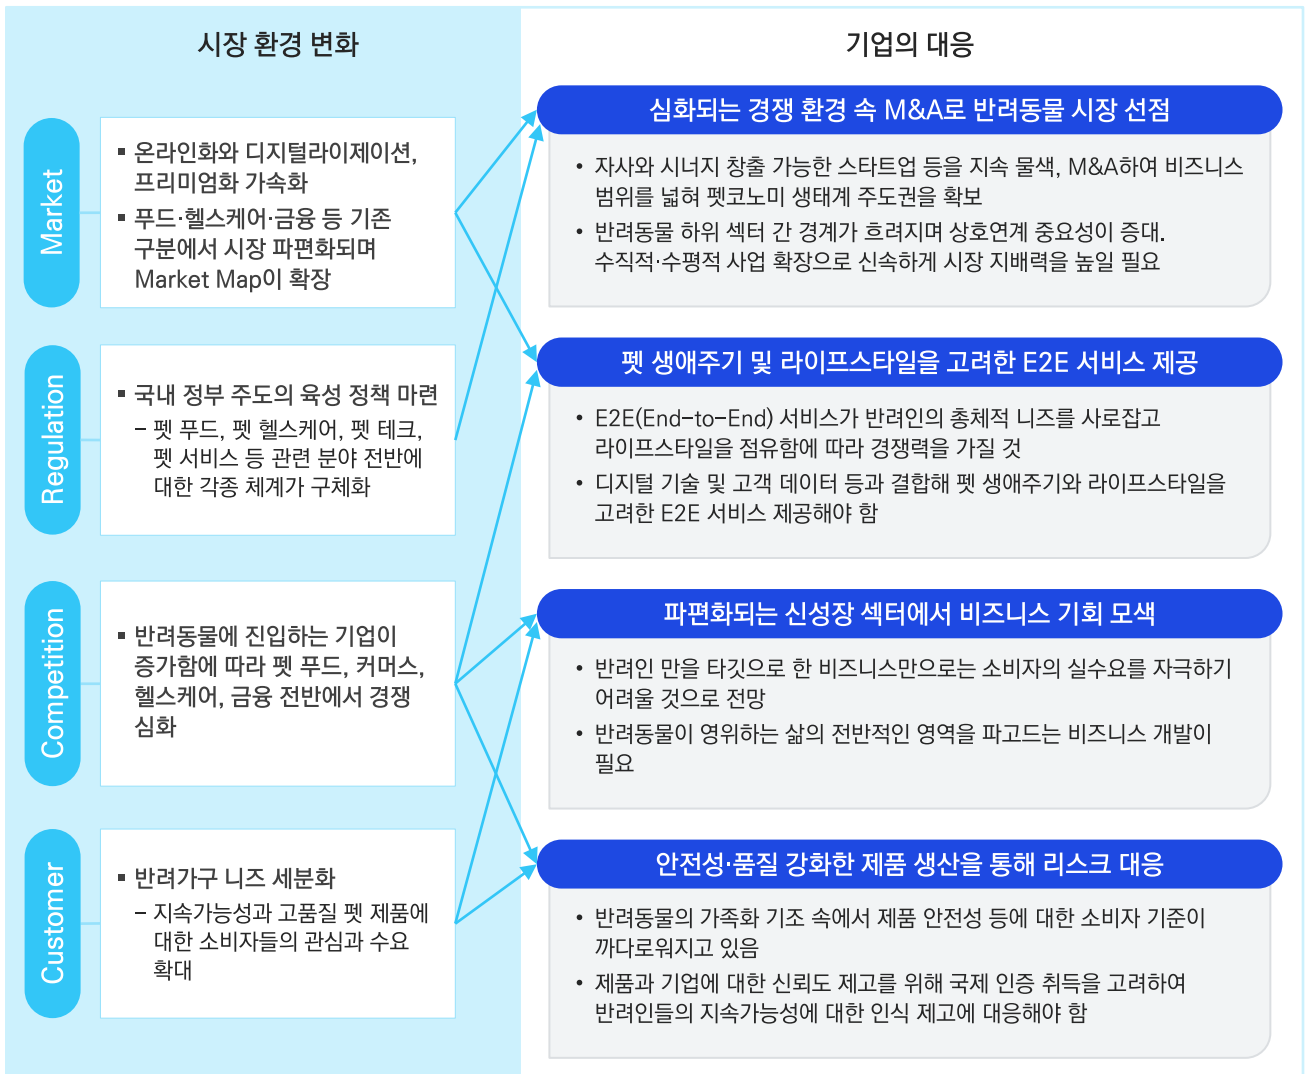 시장 환경 변화
기업의 대응
Market
▪ 온라인화와 디지털라이제이션,
프리미엄화 가속화
▪ 푸드·헬스케어·금융 등 기존
구분에서 시장 파편화되며
Market Map이 확장
Regulation
▪ 국내 정부 주도의 육성 정책 마련
– 펫 푸드, 펫 헬스케어, 펫 테크,
펫 서비스 등 관련 분야 전반에
대한 각종 체계가 구체화
Competition
▪ 반려동물에 진입하는 기업이
증가함에 따라 펫 푸드, 커머스,
헬스케어, 금융 전반에서 경쟁
심화
Customer
▪ 반려가구 니즈 세분화
– 지속가능성과 고품질 펫 제품에
대한 소비자들의 관심과 수요
확대
심화되는 경쟁 환경 속 M&A로 반려동물 시장 선점
• 자사와 시너지 창출 가능한 스타트업 등을 지속 물색, M&A하여 비즈니스
범위를 넓혀 펫코노미 생태계 주도권을 확보
• 반려동물 하위 섹터 간 경계가 흐려지며 상호연계 중요성이 증대.
수직적·수평적 사업 확장으로 신속하게 시장 지배력을 높일 필요
펫 생애주기 및 라이프스타일을 고려한 E2E 서비스 제공
• E2E(End-to-End) 서비스가 반려인의 총체적 니즈를 사로잡고
라이프스타일을 점유함에 따라 경쟁력을 가질 것
• 디지털 기술 및 고객 데이터 등과 결합해 펫 생애주기와 라이프스타일을
고려한 E2E 서비스 제공해야 함
파편화되는 신성장 섹터에서 비즈니스 기회 모색
• 반려인 만을 타깃으로 한 비즈니스만으로는 소비자의 실수요를 자극하기
어려울 것으로 전망
• 반려동물이 영위하는 삶의 전반적인 영역을 파고드는 비즈니스 개발이
필요
안전성·품질 강화한 제품 생산을 통해 리스크 대응
• 반려동물의 가족화 기조 속에서 제품 안전성 등에 대한 소비자 기준이
까다로워지고 있음
• 제품과 기업에 대한 신뢰도 제고를 위해 국제 인증 취득을 고려하여
반려인들의 지속가능성에 대한 인식 제고에 대응해야 함